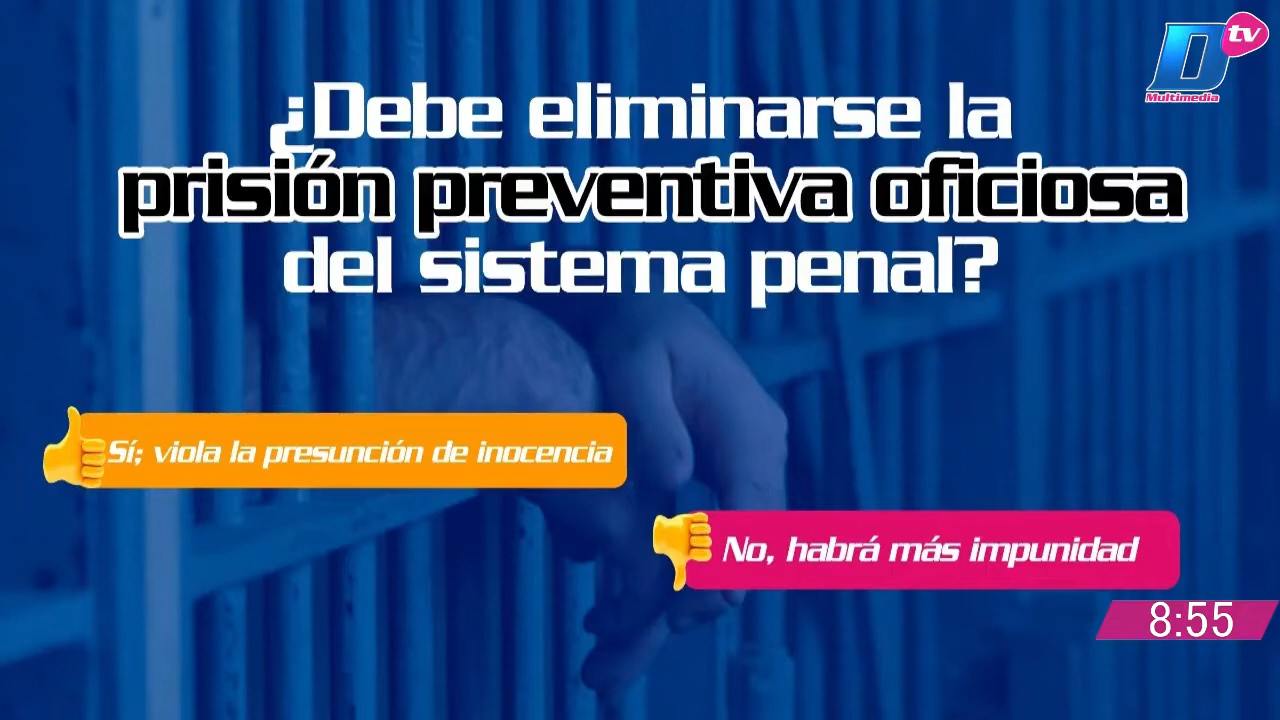 D tv
Multimedia
¿Debe eliminarse la
prisión preventiva oficiosa
del sistema penal?
Sí; viola la presunción de inocencia
No, habrá más impunidad
8:55